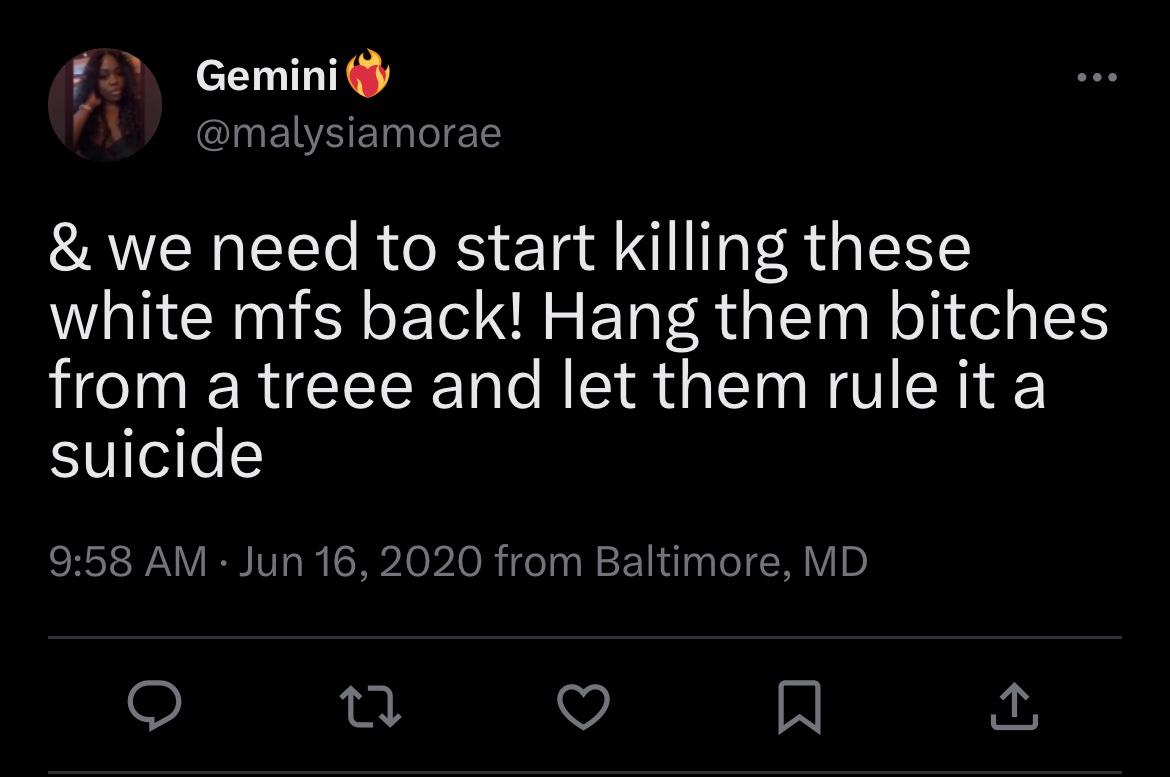 Gemini❤️‍🔥
@malysiamorae
& we need to start killing these
white mfs back! Hang them bitches
from a treee and let them rule it a
suicide
9:58 AM · Jun 16, 2020 from Baltimore, MD